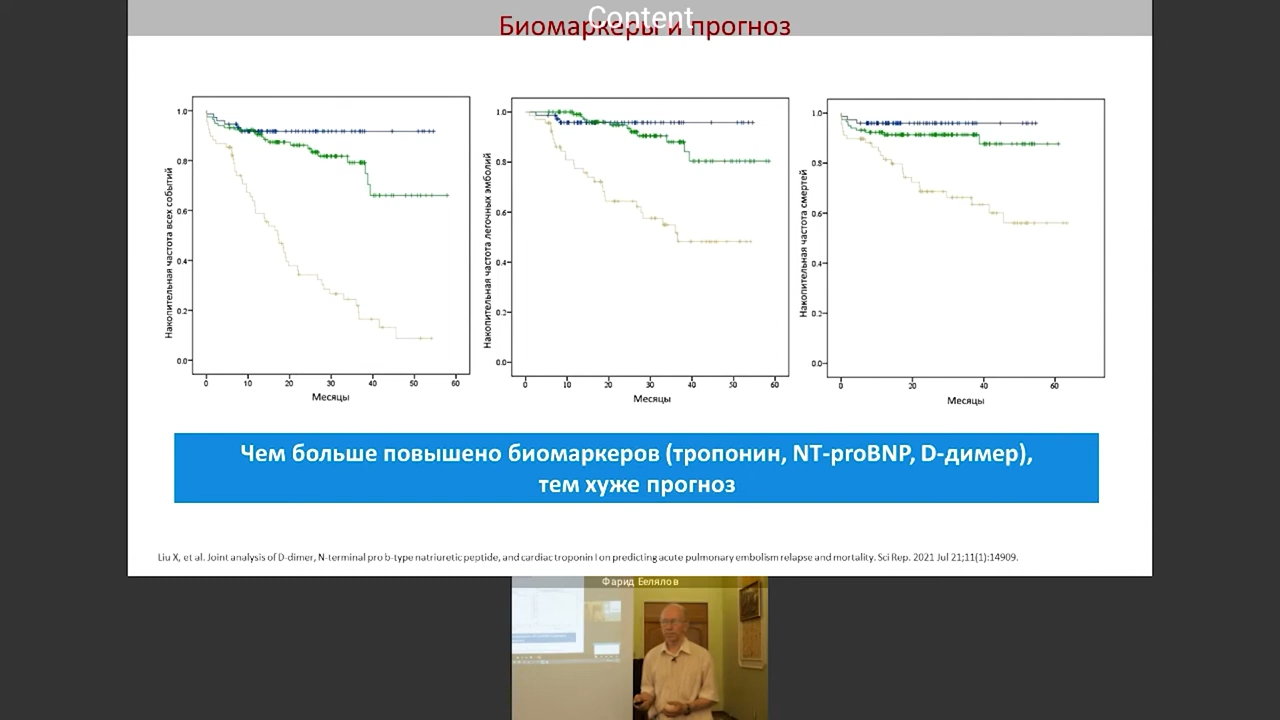 Content
Биомаркеры и прогноз
Накопительная частота всех событий
1.0
0.8
0.6
0.4
0.2
0.0
0 10 20 30 40 50 60
Месяцы
Накопительная частота легочных эмболий
1.0
0.8
0.6
0.4
0.2
0.0
0 10 20 30 40 50 60
Месяцы
Накопительная частота смертей
1.0
0.8
0.6
0.4
0.2
0.0
0 20 40 60
Месяцы
Чем больше повышено биомаркеров (тропонин, NT-proBNP, D-димер),
тем хуже прогноз
Liu X, et al. Joint analysis of D-dimer, N-terminal pro b-type natriuretic peptide, and cardiac troponin I on predicting acute pulmonary embolism relapse and mortality. Sci Rep. 2021 Jul 21;11(1):14909.
Фарид Белялов